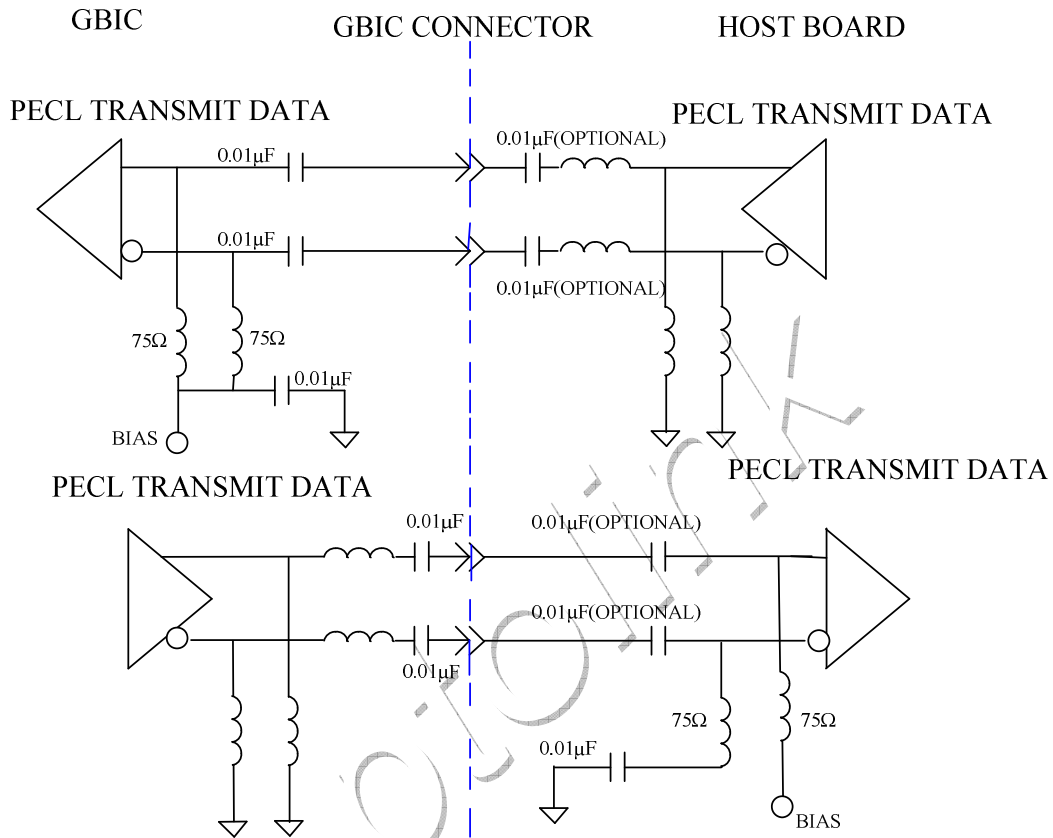 GBIC
GBIC CONNECTOR
HOST BOARD
PECL TRANSMIT DATA
PECL TRANSMIT DATA
0.01µF
0.01µF(OPTIONAL)
0.01µF
0.01µF(OPTIONAL)
75Ω
75Ω
0.01µF
BIAS
PECL TRANSMIT DATA
PECL TRANSMIT DATA
0.01µF
0.01µF(OPTIONAL)
0.01µF(OPTIONAL)
0.01µF
75Ω
75Ω
0.01µF
BIAS